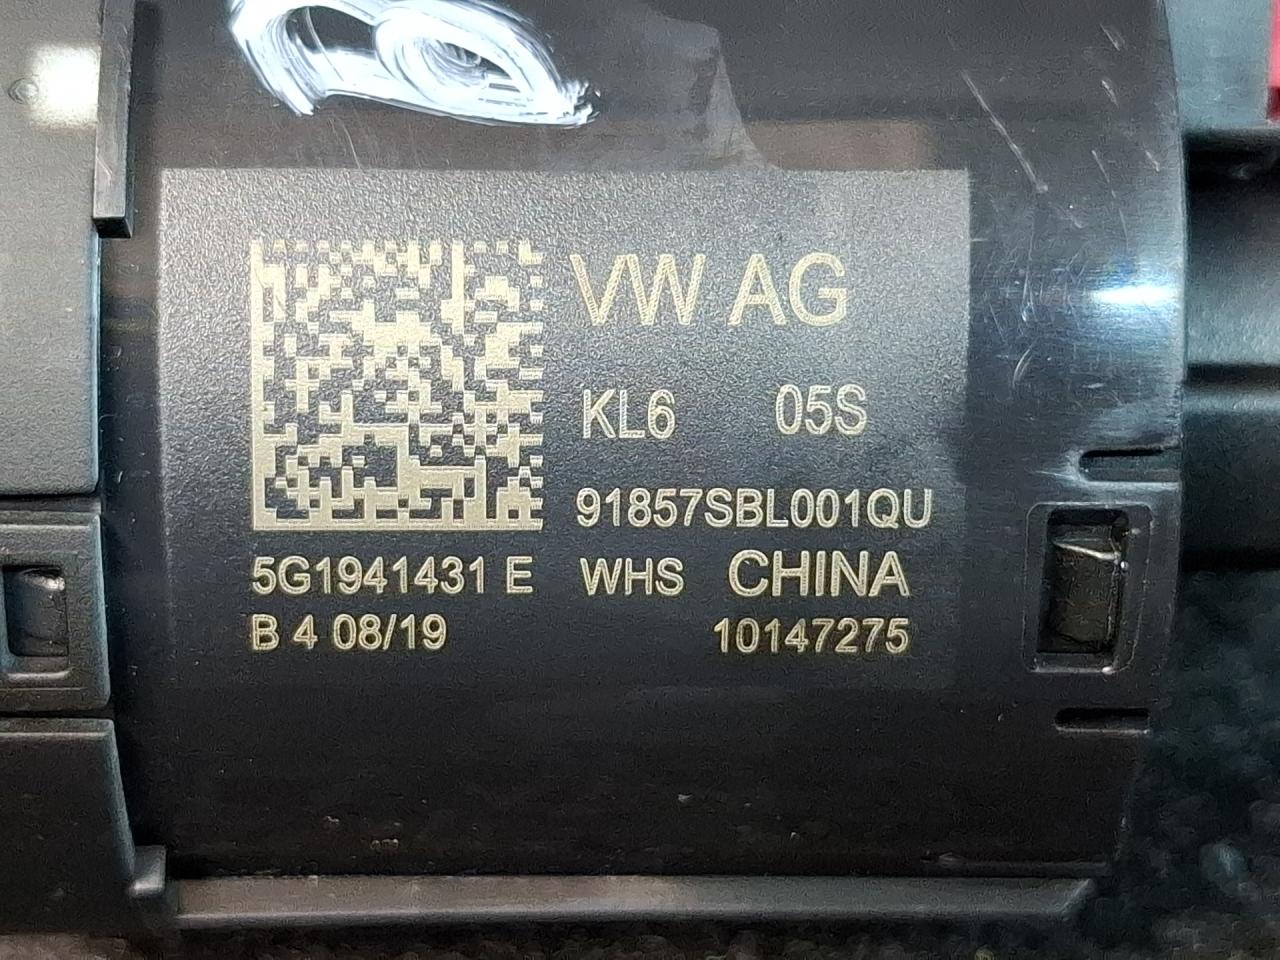 VW AG
KL6 05S
91857SBL001QU
5G1941431 E WHS CHINA
B 4 08/19 10147275